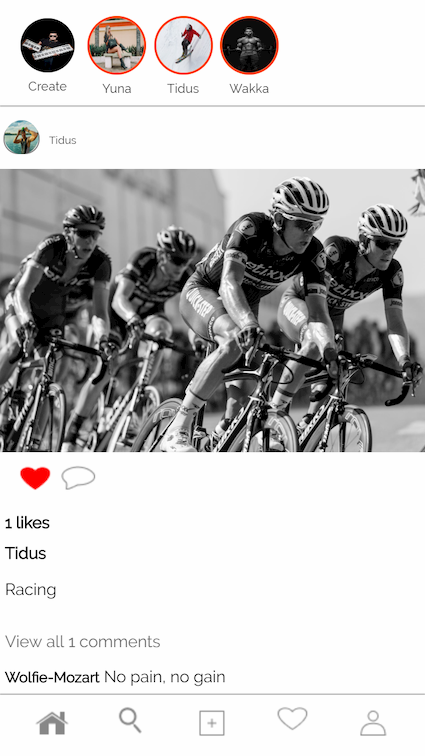 Create
Yuna
Tidus
Wakka
Tidus
1 likes
Tidus
Racing
View all 1 comments
Wolfie-Mozart No pain, no gain